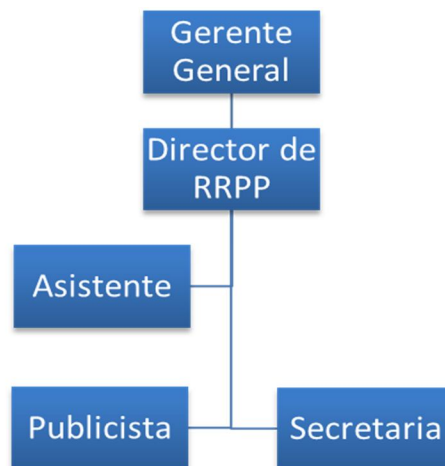 Gerente
General
Director de
RRPP
Asistente
Publicista
Secretaria